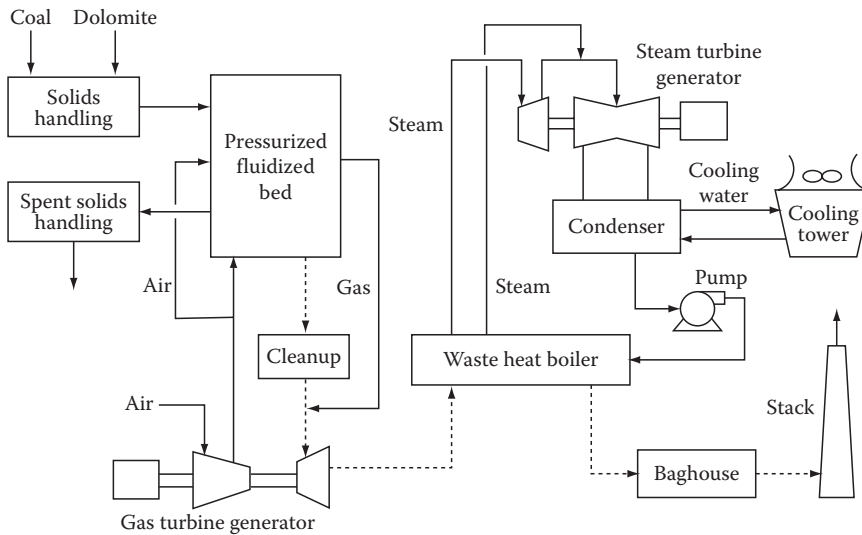 Coal
Dolomite
Solids
handling
Pressurized
fluidized
bed
Spent solids
handling
Air
Gas
Cleanup
Air
Gas turbine generator
Steam
Steam
Steam turbine
generator
Cooling
water
Condenser
Cooling
tower
Pump
Waste heat boiler
Stack
Baghouse